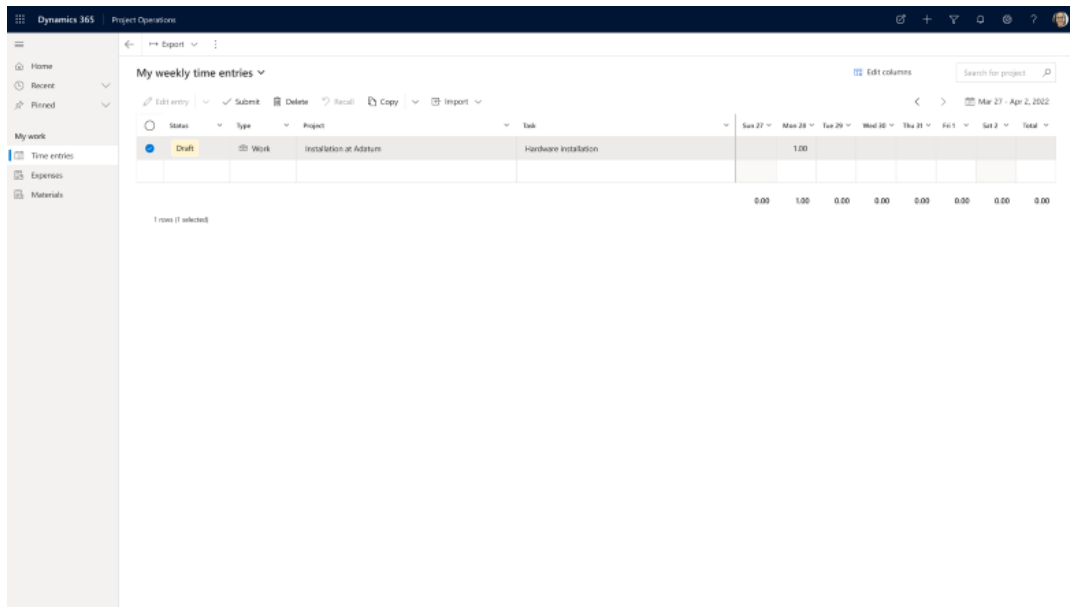 Dynamics 365 Project Operations ?
Export
Home
Recent
Pinned
My work
Time entries
Expenses
Materials
My weekly time entries
Edit columns Search for project
Edit entry Submit Delete Recall Copy Import Mar 27 - Apr 2, 2022
Status Type Project Task Sun 27 Mon 28 Tue 29 Wed 30 Thu 31 Fri 1 Sat 2 Total
Draft Work Installation at Adatum Hardware installation 1.00
0.00 1.00 0.00 0.00 0.00 0.00 0.00 0.00
1 rows (1 selected)